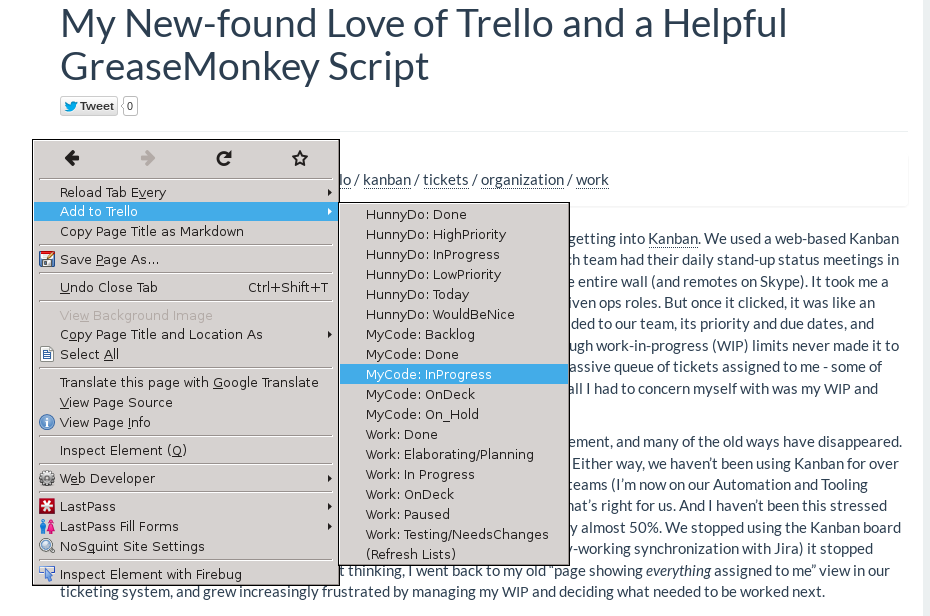 My New-found Love of Trello and a Helpful
GreaseMonkey Script
Tweet 0
lo / kanban / tickets / organization / work
Reload Tab Every
Add to Trello
Copy Page Title as Markdown
Save Page As...
Undo Close Tab Ctrl+Shift+T
View Background Image
Copy Page Title and Location As
Select All
Translate this page with Google Translate
View Page Source
View Page Info
Inspect Element (Q)
Web Developer
LastPass
LastPass Fill Forms
NoSquint Site Settings
Inspect Element with Firebug
HunnyDo: Done
HunnyDo: HighPriority
HunnyDo: InProgress
HunnyDo: LowPriority
HunnyDo: Today
HunnyDo: WouldBeNice
MyCode: Backlog
MyCode: Done
MyCode: InProgress
MyCode: OnDeck
MyCode: On_Hold
Work: Done
Work: Elaborating/Planning
Work: In Progress
Work: OnDeck
Work: Paused
Work: Testing/NeedsChanges
(Refresh Lists)
getting into Kanban. We used a web-based Kanban
ch team had their daily stand-up status meetings in
e entire wall (and remotes on Skype). It took me a
iven ops roles. But once it clicked, it was like an
ded to our team, its priority and due dates, and
ugh work-in-progress (WIP) limits never made it to
assive queue of tickets assigned to me - some of
all I had to concern myself with was my WIP and
ement, and many of the old ways have disappeared.
Either way, we haven't been using Kanban for over
teams (I'm now on our Automation and Tooling
hat's right for us. And I haven't been this stressed
y almost 50%. We stopped using the Kanban board
y-working synchronization with Jira) it stopped
t thinking, I went back to my old "page showing everything assigned to me" view in our
ticketing system, and grew increasingly frustrated by managing my WIP and deciding what needed to be worked next.